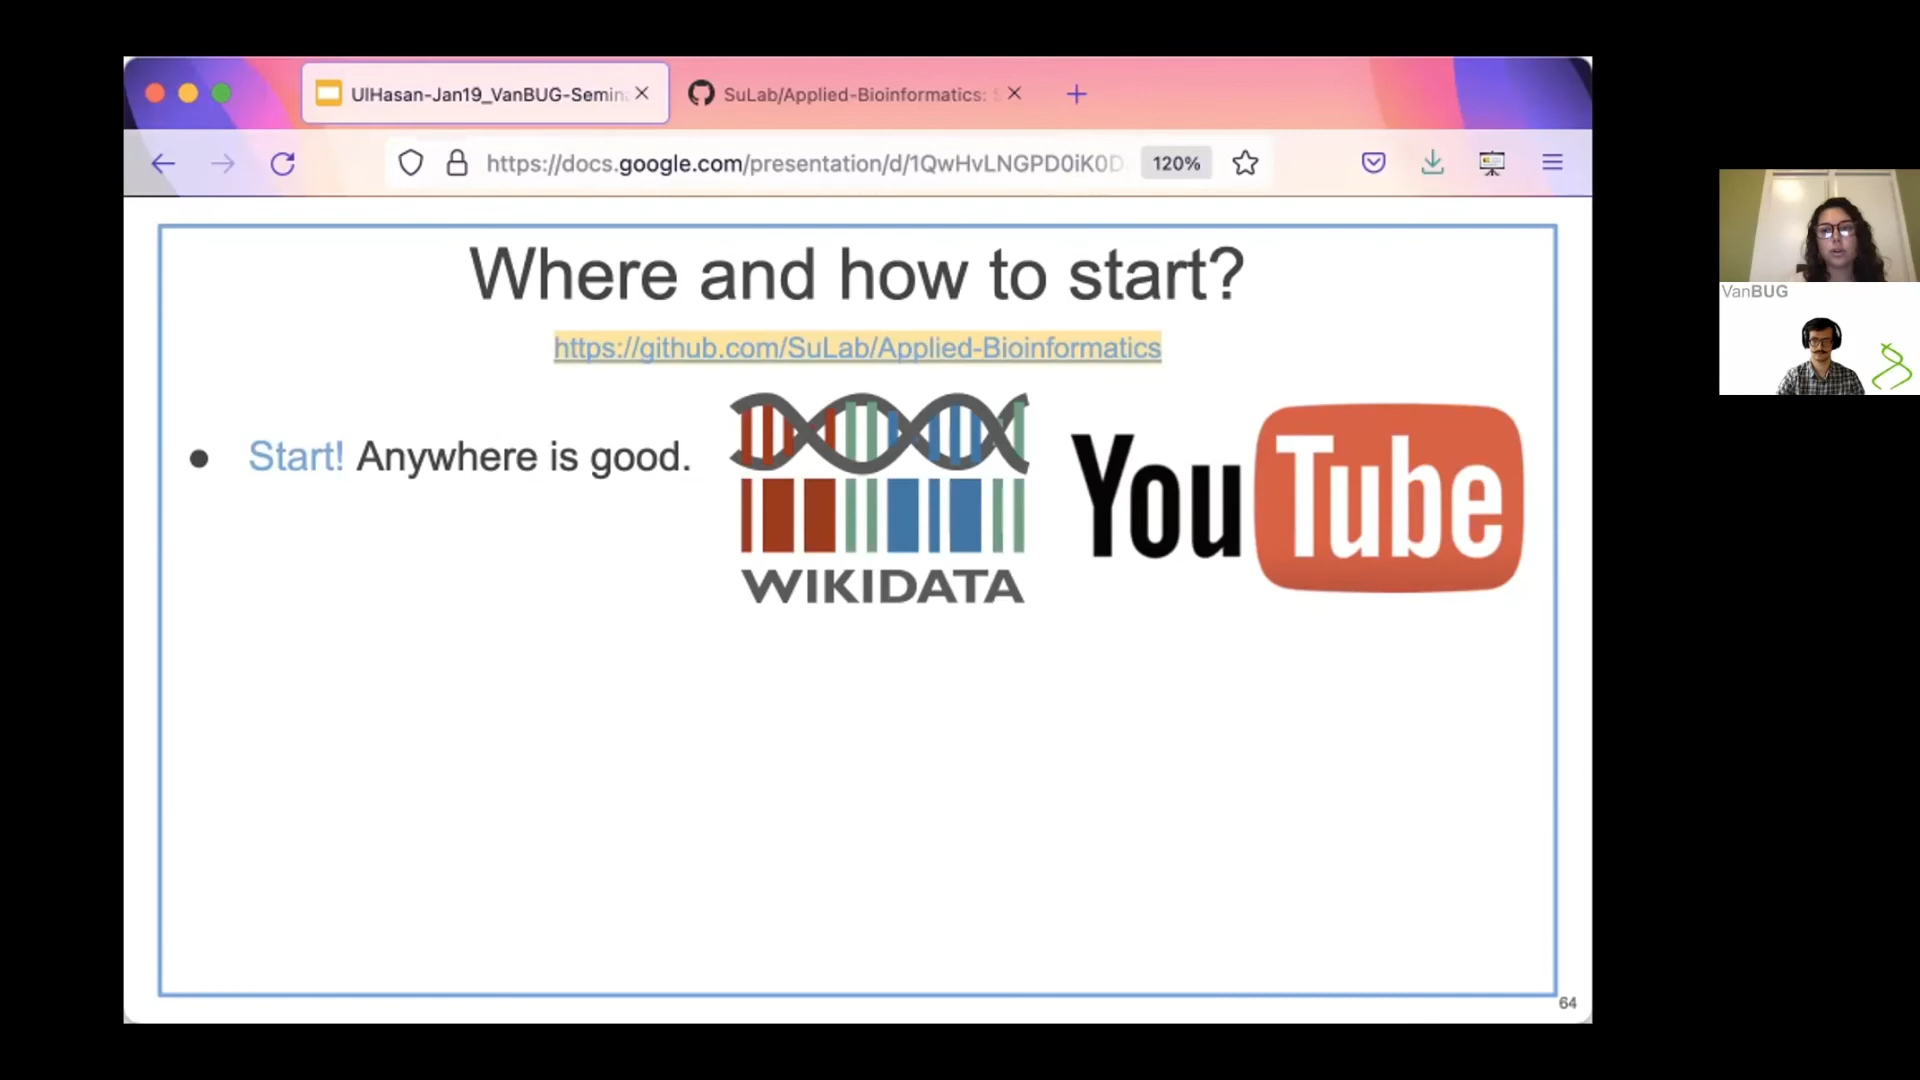 UlHasan-Jan19_VanBUG-Semin
SuLab/Applied-Bioinformatics:
https://docs.google.com/presentation/d/1QwHvLNGPD0iK0D
120%
Where and how to start?
https://github.com/SuLab/Applied-Bioinformatics
Start! Anywhere is good.
WIKIDATA
YouTube
64
VanBUG